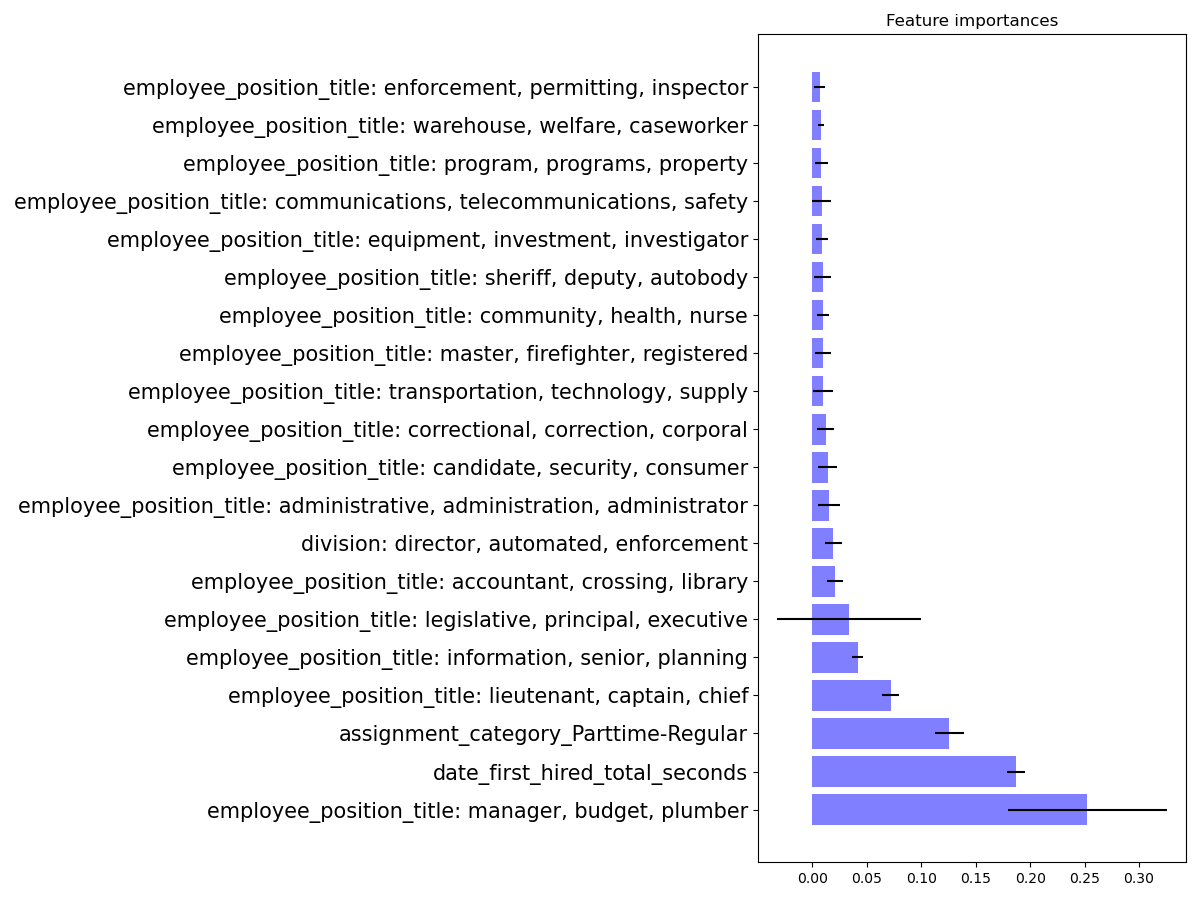 Feature importances
employee_position_title: enforcement, permitting, inspector
employee_position_title: warehouse, welfare, caseworker
employee_position_title: program, programs, property
employee_position_title: communications, telecommunications, safety
employee_position_title: equipment, investment, investigator
employee_position_title: sheriff, deputy, autobody
employee_position_title: community, health, nurse
employee_position_title: master, firefighter, registered
employee_position_title: transportation, technology, supply
employee_position_title: correctional, correction, corporal
employee_position_title: candidate, security, consumer
employee_position_title: administrative, administration, administrator
division: director, automated, enforcement
employee_position_title: accountant, crossing, library
employee_position_title: legislative, principal, executive
employee_position_title: information, senior, planning
employee_position_title: lieutenant, captain, chief
assignment_category_Parttime-Regular
date_first_hired_total_seconds
employee_position_title: manager, budget, plumber
0.00 0.05 0.10 0.15 0.20 0.25 0.30